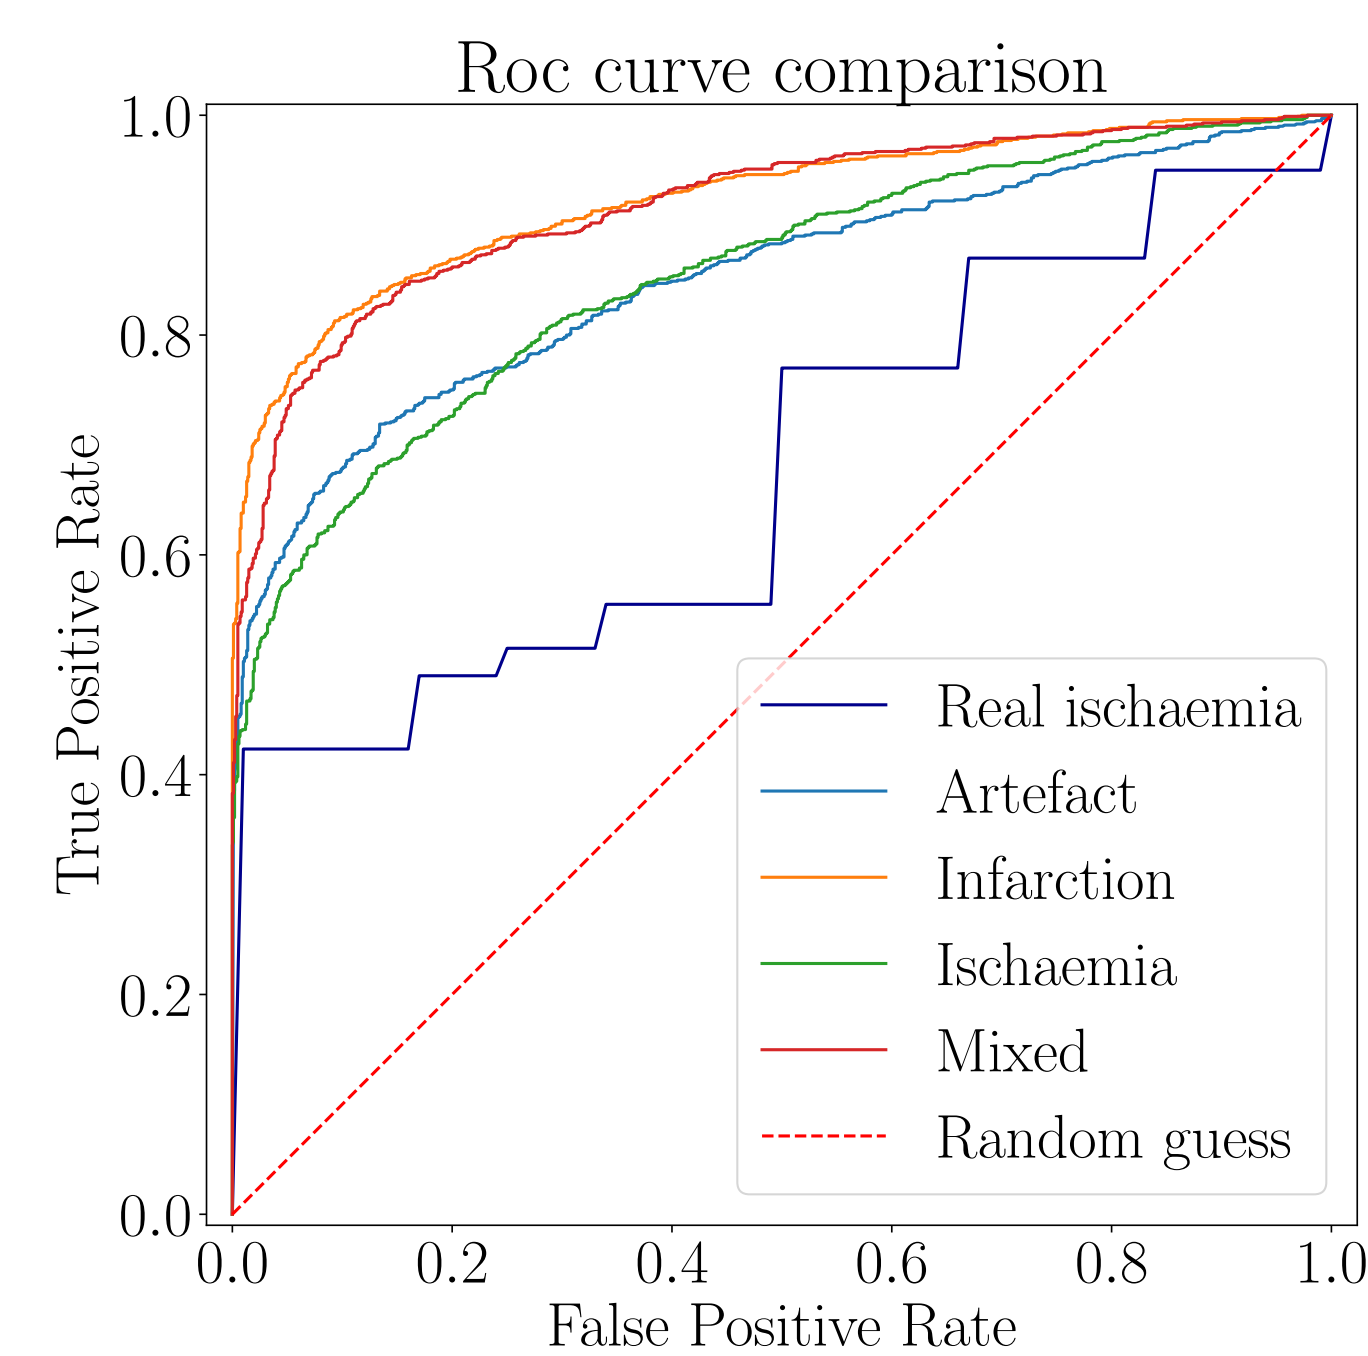 Roc curve comparison
1.0
0.8
0.6
0.4
0.2
0.0
True Positive Rate
Real ischaemia
Artefact
Infarction
Ischaemia
Mixed
Random guess
0.0 0.2 0.4 0.6 0.8 1.0
False Positive Rate